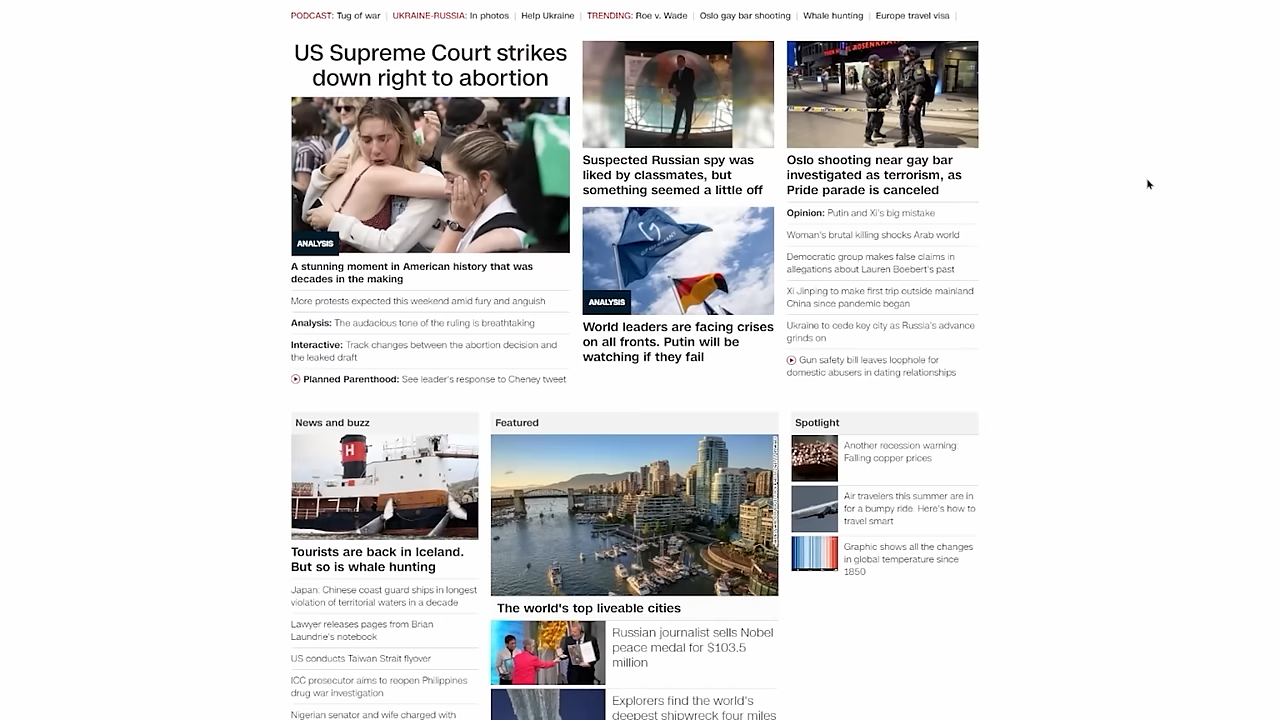 PODCAST: Tug of war | UKRAINE-RUSSIA: In photos | Help Ukraine | TRENDING: Roe v. Wade | Oslo gay bar shooting | Whale hunting | Europe travel visa |
US Supreme Court strikes
down right to abortion
ANALYSIS
A stunning moment in American history that was
decades in the making
More protests expected this weekend amid fury and anguish
Analysis: The audacious tone of the ruling is breathtaking
Interactive: Track changes between the abortion decision and
the leaked draft
Planned Parenthood: See leader's response to Cheney tweet
Suspected Russian spy was
liked by classmates, but
something seemed a little off
ANALYSIS
World leaders are facing crises
on all fronts. Putin will be
watching if they fail
Oslo shooting near gay bar
investigated as terrorism, as
Pride parade is canceled
Opinion: Putin and Xi's big mistake
Woman's brutal killing shocks Arab world
Democratic group makes false claims in
allegations about Lauren Boebert's past
Xi Jinping to make first trip outside mainland
China since pandemic began
Ukraine to cede key city as Russia's advance
grinds on
Gun safety bill leaves loophole for
domestic abusers in dating relationships
News and buzz
H
Tourists are back in Iceland.
But so is whale hunting
Japan: Chinese coast guard ships in longest
violation of territorial waters in a decade
Lawyer releases pages from Brian
Laundrie's notebook
US conducts Taiwan Strait flyover
ICC prosecutor aims to reopen Philippines
drug war investigation
Nigerian senator and wife charged with
Featured
The world's top liveable cities
Russian journalist sells Nobel
peace medal for $103.5
million
Explorers find the world's
deepest shipwreck four miles
Spotlight
Another recession warning:
Falling copper prices
Air travelers this summer are in
for a bumpy ride. Here's how to
travel smart
Graphic shows all the changes
in global temperature since
1850